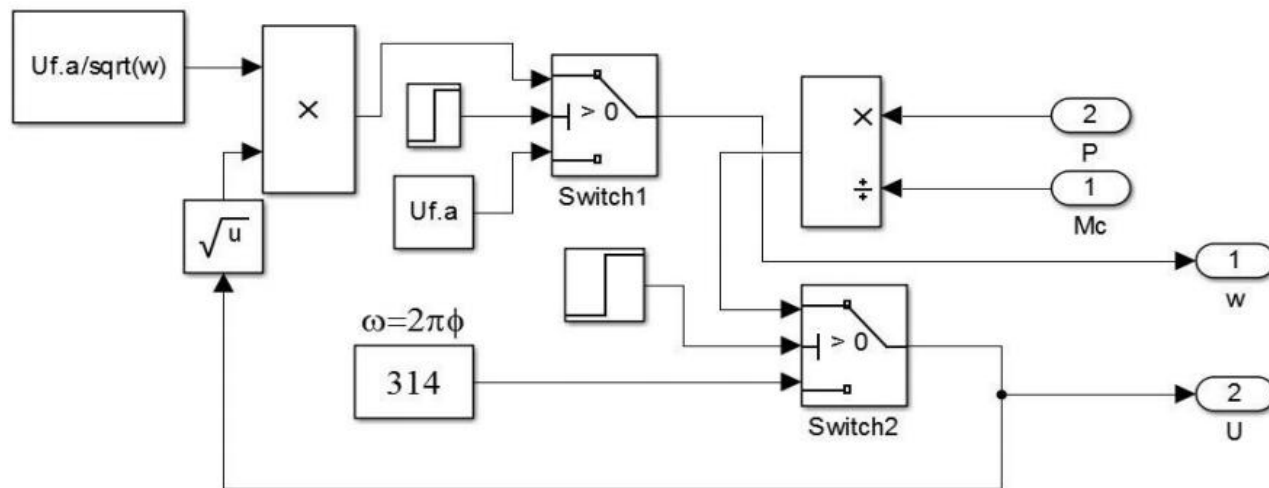 Uf.a/sqrt(w)
×
> 0
Switch1
Uf.a
√u
×
÷
2
P
1
Mc
1
w
ω=2πϕ
314
> 0
Switch2
2
U